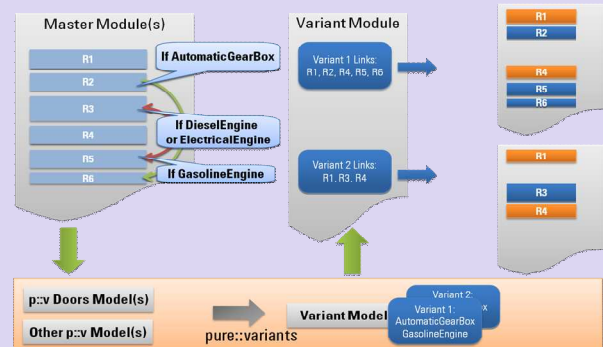 Master Module(s)
R1
R2
R3
R4
R5
R6
If AutomaticGearBox
If DieselEngine
or ElectricalEngine
If GasolineEngine
Variant Module
Variant 1 Links:
R1, R2, R4, R5, R6
Variant 2 Links:
R1. R3. R4
R1
R2
R4
R5
R6
R1
R3
R4
p::v Doors Model(s)
Other p::v Model(s)
pure::variants
Variant Model
Variant 2:
Variant 1:
AutomaticGearBox
GasolineEngine